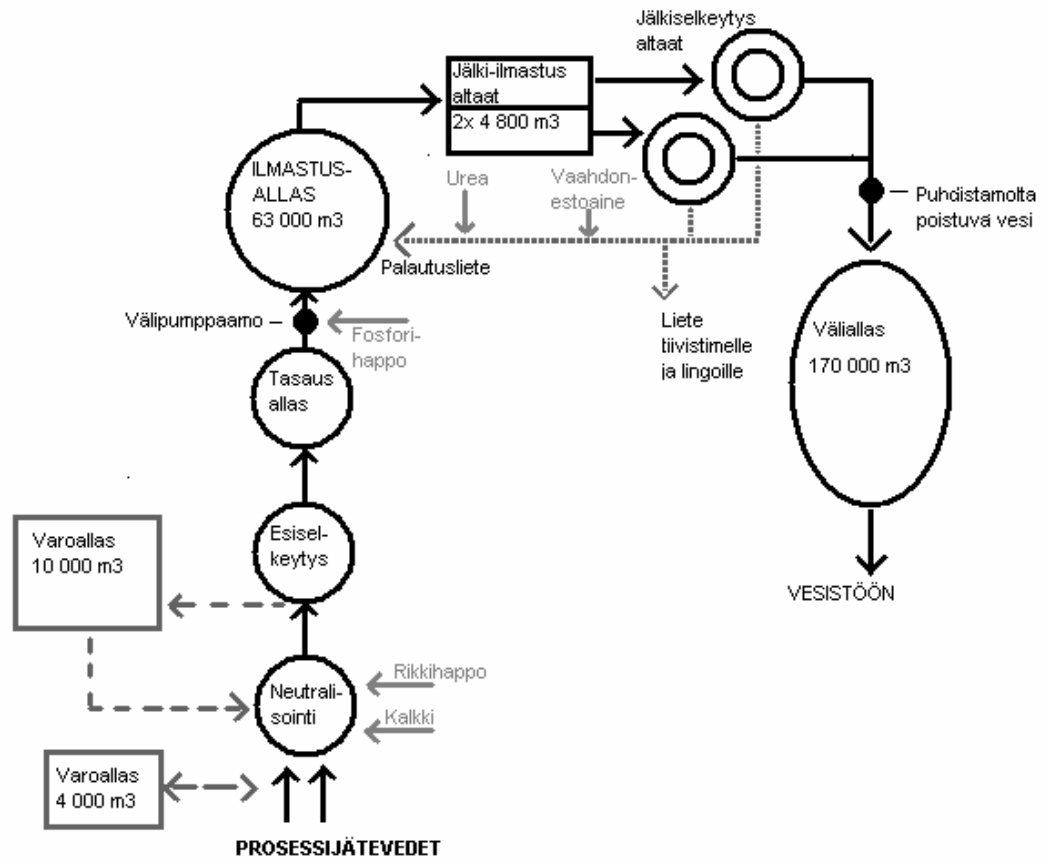 Jälkiselkeytys
altaat
Jälki-ilmastus
altaat
2x 4 800 m3
ILMASTUS-
ALLAS
63 000 m3
Urea
Vaahdon-
estoaine
Puhdistamolta
poistuva vesi
Palautusliete
Välipumppaamo
Fosfori-
happo
Liete
tiivistimelle
ja lingoille
Väliallas
170 000 m3
Tasaus
allas
Esisel-
keytys
Varoallas
10 000 m3
VESISTÖÖN
Neutrali-
sointi
Rikkihappo
Kalkki
Varoallas
4 000 m3
PROSESSIJÄTEVEDET